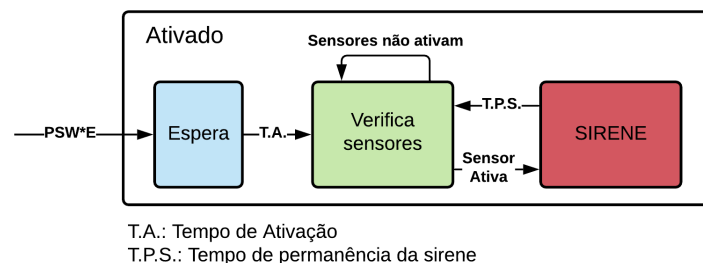 Ativado
Sensores não ativam
PSW*E
Espera
T.A.
Verifica
sensores
T.P.S.
Sensor
Ativa
SIRENE
T.A.: Tempo de Ativação
T.P.S.: Tempo de permanência da sirene